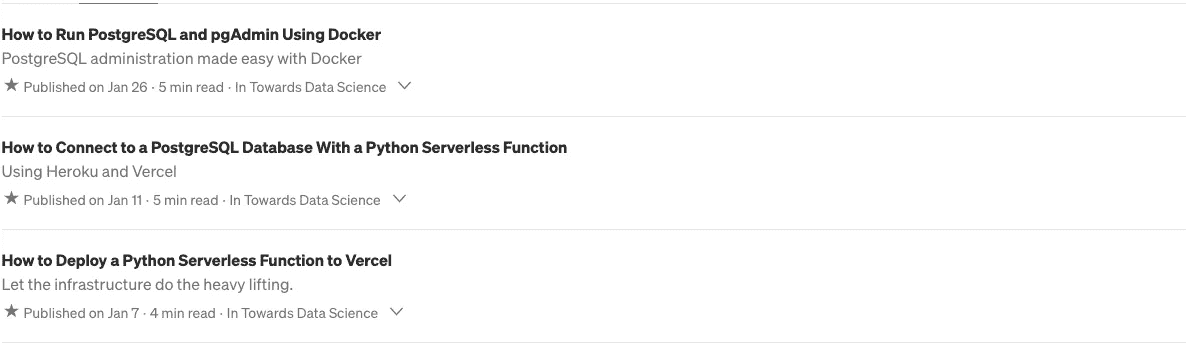 How to Run PostgreSQL and pgAdmin Using Docker
PostgreSQL administration made easy with Docker
★ Published on Jan 26 · 5 min read · In Towards Data Science
How to Connect to a PostgreSQL Database With a Python Serverless Function
Using Heroku and Vercel
★ Published on Jan 11 · 5 min read · In Towards Data Science
How to Deploy a Python Serverless Function to Vercel
Let the infrastructure do the heavy lifting.
★ Published on Jan 7 · 4 min read · In Towards Data Science